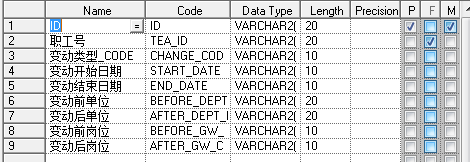 Name Code Data Type Length Precision P F M
1 ID = ID VARCHAR2( 20
2 职工号 TEA_ID VARCHAR2( 20
3 变动类型_CODE CHANGE_COD VARCHAR2( 10
4 变动开始日期 START_DATE VARCHAR2( 10
5 变动结束日期 END_DATE VARCHAR2( 10
6 变动前单位 BEFORE_DEPT VARCHAR2( 20
7 变动后单位 AFTER_DEPT_I VARCHAR2( 20
8 变动前岗位 BEFORE_GW_ VARCHAR2( 10
9 变动后岗位 AFTER_GW_C VARCHAR2( 10